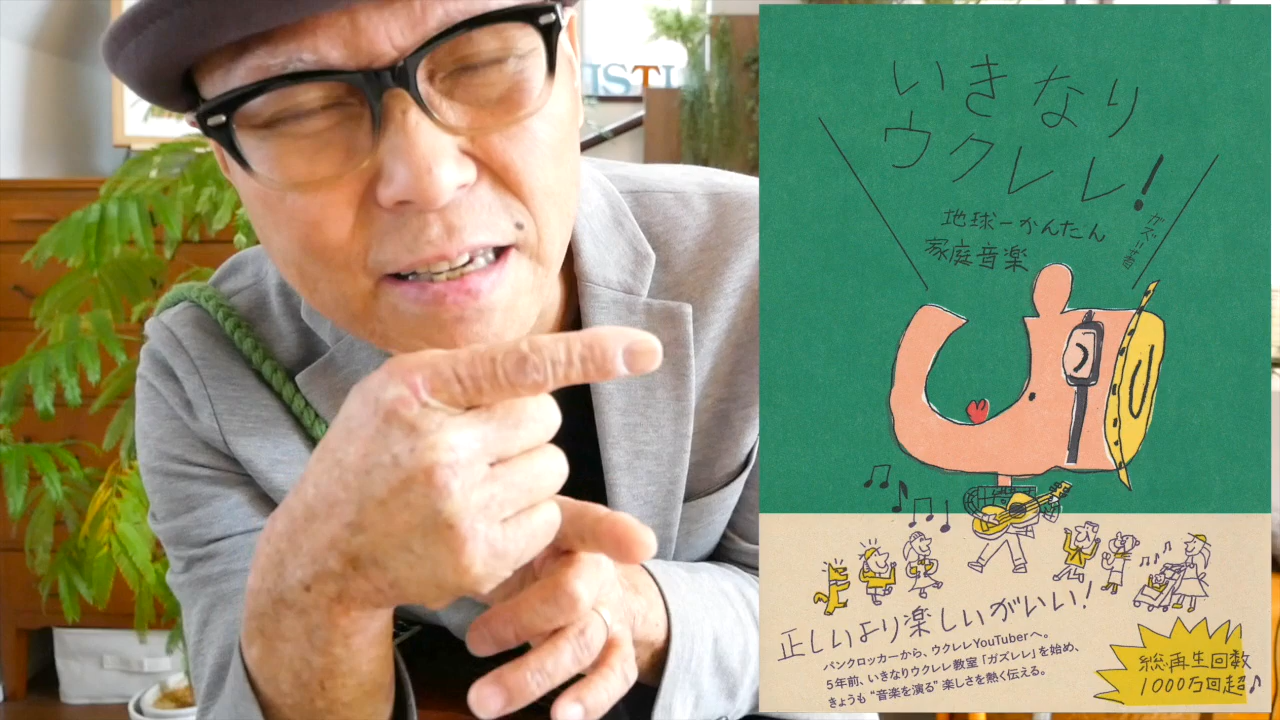 ISTL
いきなり
ウクレレ!
ガズ著
地球一かんたん
家庭音楽
正しいより楽しいがいい!
パンクロッカーから、ウクレレYouTuberへ。
5年前、いきなりウクレレ教室「ガズレレ」を始め、
きょうも“音楽を演る”楽しさを熱く伝える。
総再生回数
1000万回超♪